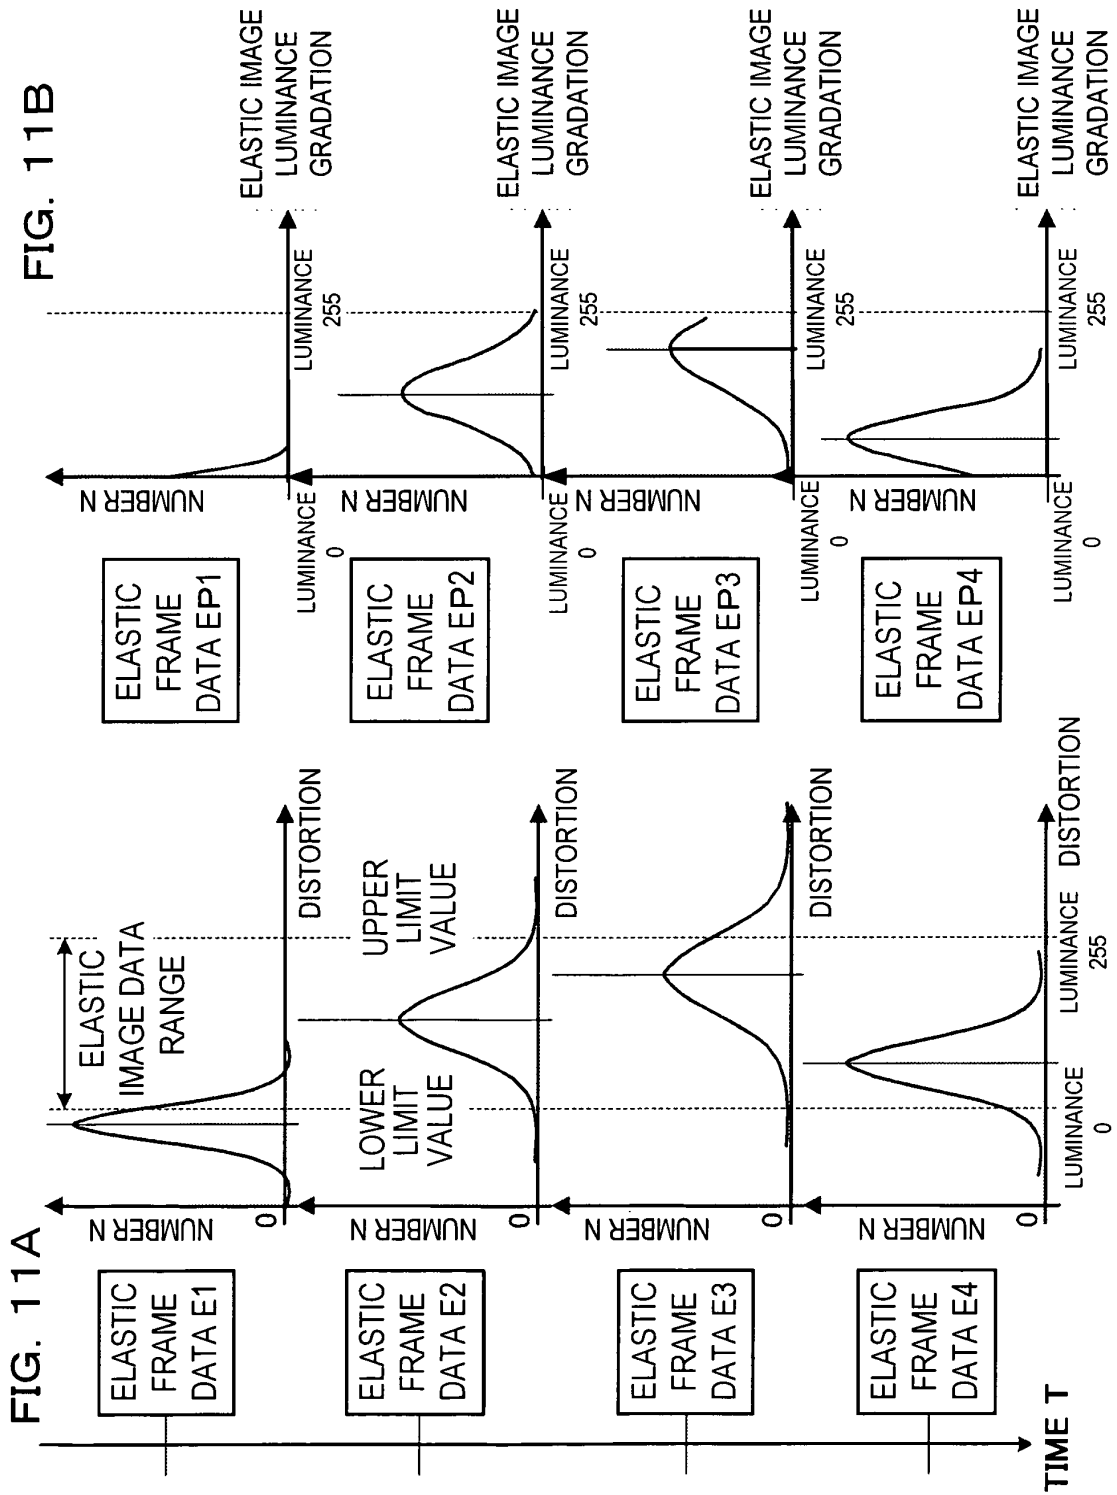 FIG. 11A
ELASTIC
FRAME
DATA E1
NUMBER N
0
ELASTIC
IMAGE DATA
RANGE
DISTORTION
ELASTIC
FRAME
DATA E2
NUMBER N
0
LOWER
LIMIT
VALUE
UPPER
LIMIT
VALUE
DISTORTION
ELASTIC
FRAME
DATA E3
NUMBER N
0
DISTORTION
ELASTIC
FRAME
DATA E4
NUMBER N
0
LUMINANCE
0
LUMINANCE
255
DISTORTION
TIME T
FIG. 11B
ELASTIC
FRAME
DATA EP1
NUMBER N
LUMINANCE
0
LUMINANCE
255
ELASTIC IMAGE
LUMINANCE
GRADATION
ELASTIC
FRAME
DATA EP2
NUMBER N
LUMINANCE
0
LUMINANCE
255
ELASTIC IMAGE
LUMINANCE
GRADATION
ELASTIC
FRAME
DATA EP3
NUMBER N
LUMINANCE
0
LUMINANCE
255
ELASTIC IMAGE
LUMINANCE
GRADATION
ELASTIC
FRAME
DATA EP4
NUMBER N
LUMINANCE
0
LUMINANCE
255
ELASTIC IMAGE
LUMINANCE
GRADATION